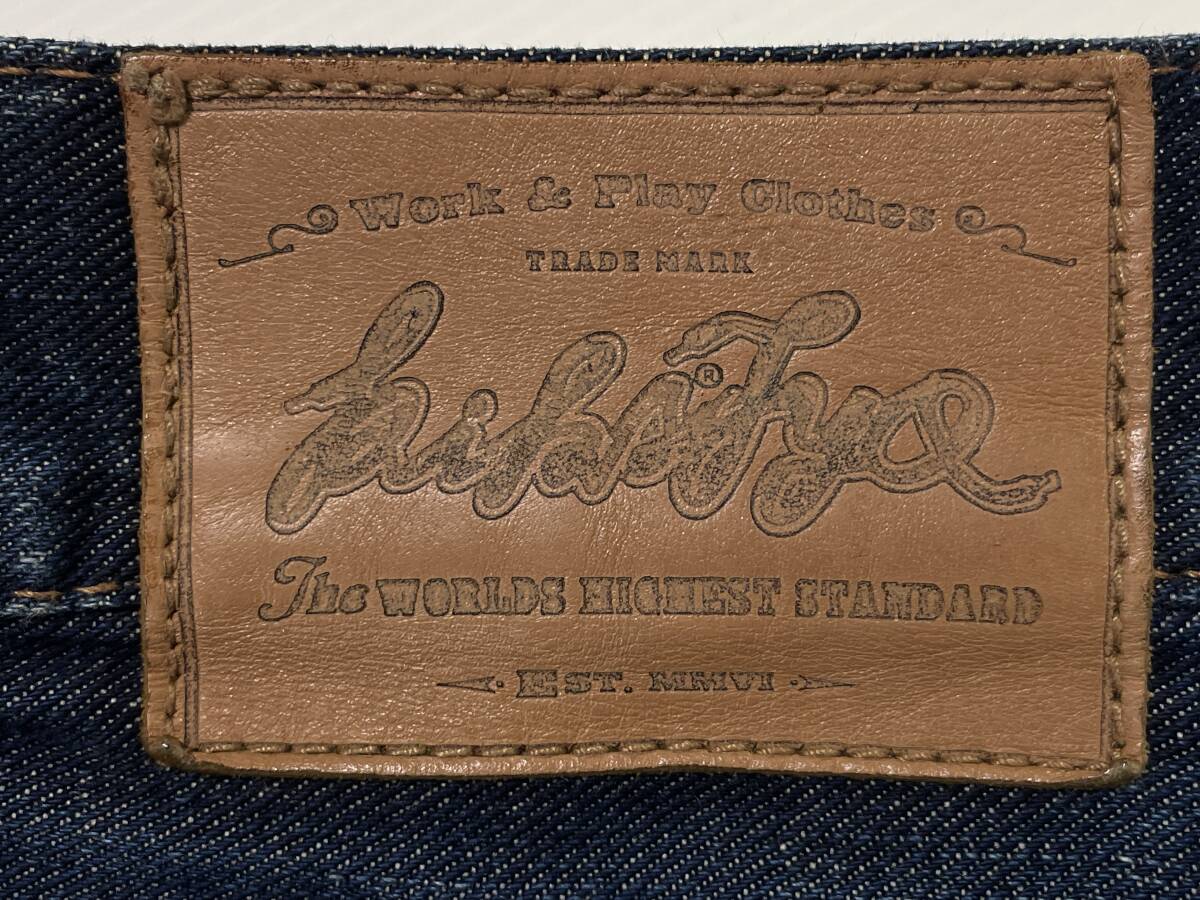 Work & Play Clothes
TRADE MARK
®
The WORLDS HIGHEST STANDARD
EST. MMVI